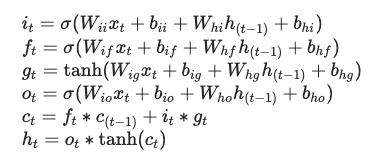 i_t = σ(W_{ii}x_t + b_{ii} + W_{hi}h_{(t−1)} + b_{hi})
f_t = σ(W_{if}x_t + b_{if} + W_{hf}h_{(t−1)} + b_{hf})
g_t = tanh(W_{ig}x_t + b_{ig} + W_{hg}h_{(t−1)} + b_{hg})
o_t = σ(W_{io}x_t + b_{io} + W_{ho}h_{(t−1)} + b_{ho})
c_t = f_t * c_{(t−1)} + i_t * g_t
h_t = o_t * tanh(c_t)